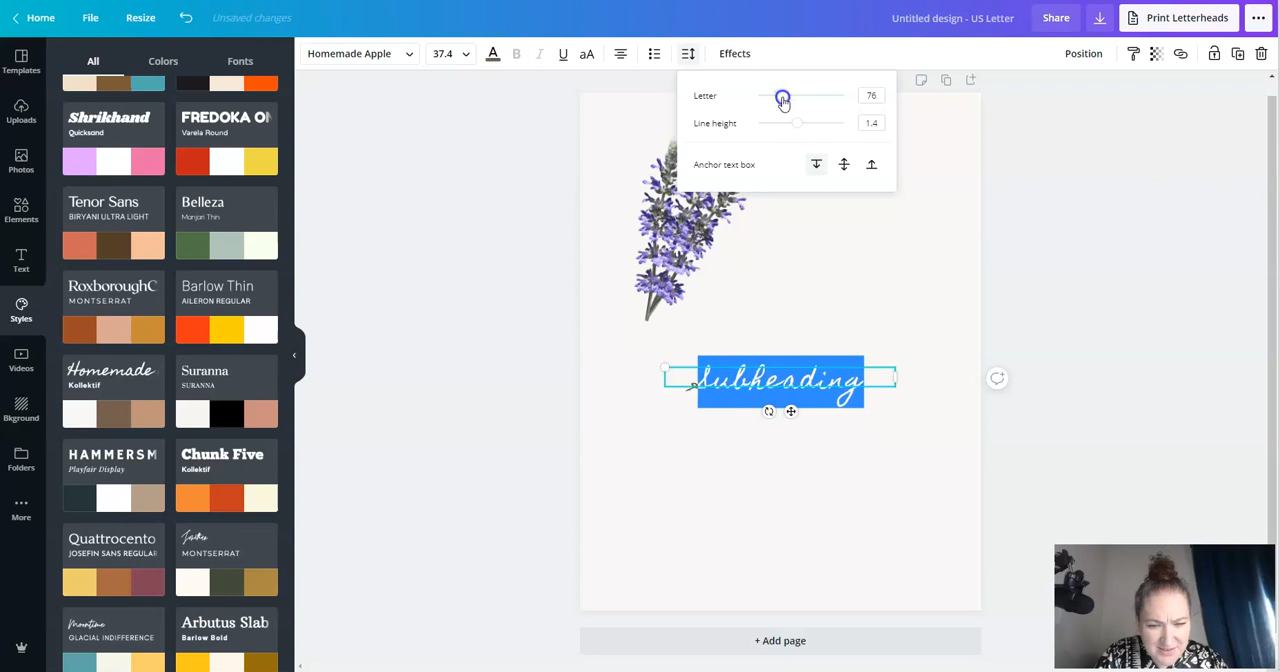 Home File Resize Unsaved changes Untitled design - US Letter Share Print Letterheads
Homemade Apple 37.4 A B I U aA Effects Position
Templates
Uploads
Photos
Elements
Text
Styles
Videos
Bkground
Folders
More
All Colors Fonts
Shrikhand
Quicksand
FREDOKA ON
Varela Round
Tenor Sans
BIRYANI ULTRA LIGHT
Belleza
Manjari Thin
RoxboroughC
MONTSERRAT
Barlow Thin
AILERON REGULAR
Homemade
Kollektif
Suranna
SURANNA
HAMMERSM
Playfair Display
Chunk Five
Kollektif
Quattrocento
JOSEFIN SANS REGULAR
MONTSERRAT
GLACIAL INDIFFERENCE
Arbutus Slab
Barlow Bold
Letter 76
Line height 1.4
Anchor text box
Subheading
+ Add page